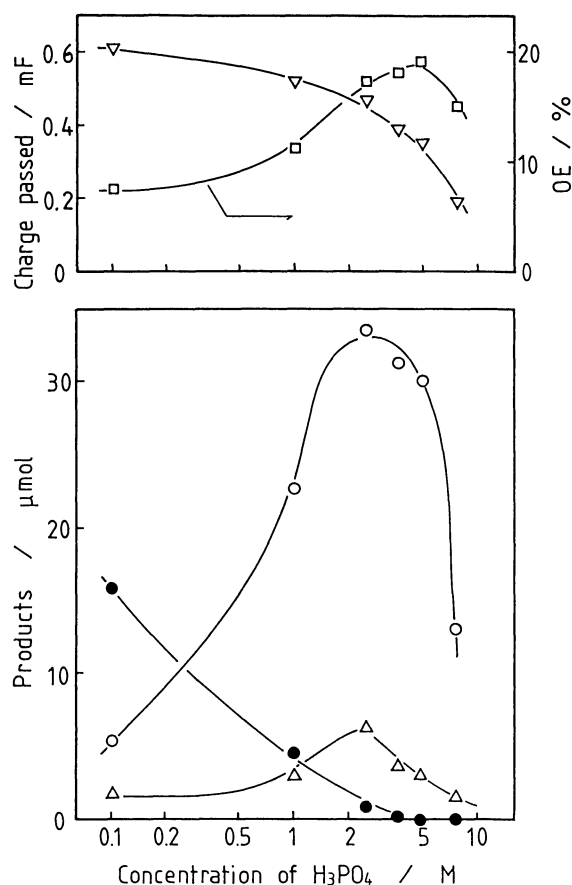 Charge passed / mF
0.6
0.4
0.2
0
20
10
0
OE / %
Products / μmol
30
20
10
0
0.1 0.2 0.5 1 2 5 10
Concentration of H₃PO₄ / M